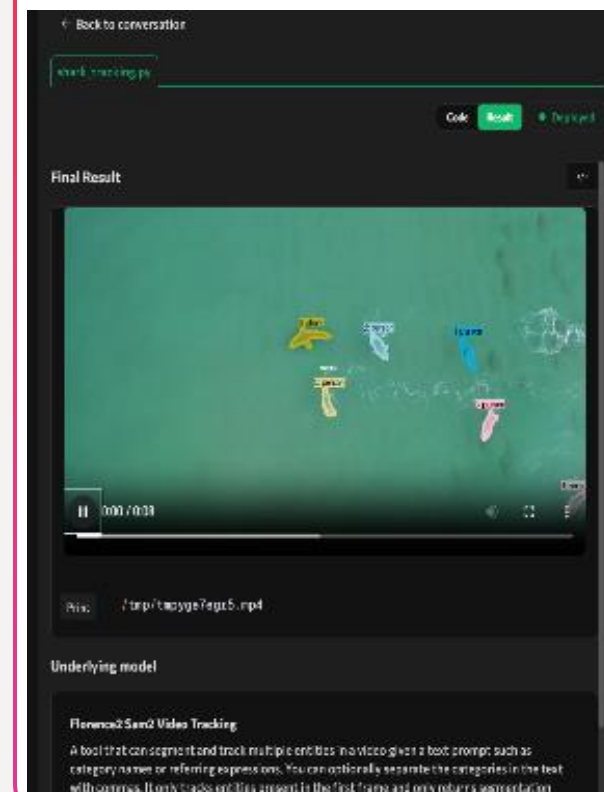 ← Back to conversation
shark_tracking.py
Code Result Deployed
Final Result
0:00 / 0:08
Print
Underlying model
Florence2 Sam2 Video Tracking
A tool that can segment and track multiple entities in a video given a text prompt such as
category names or referring expressions. You can optionally separate the categories in the text
with commas. It only tracks entities present in the first frame and only returns segmentation